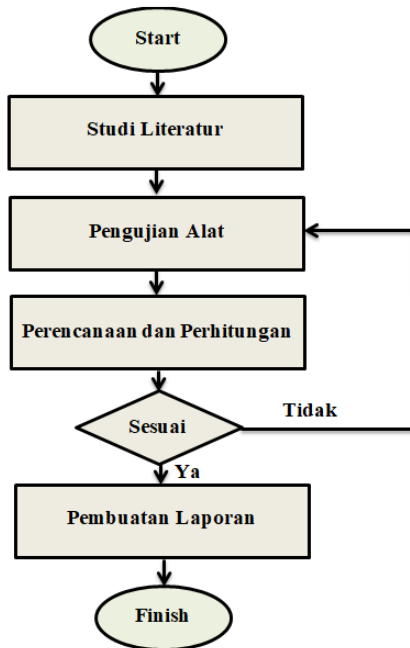 Start
Studi Literatur
Pengujian Alat
Perencanaan dan Perhitungan
Sesuai
Tidak
Ya
Pembuatan Laporan
Finish